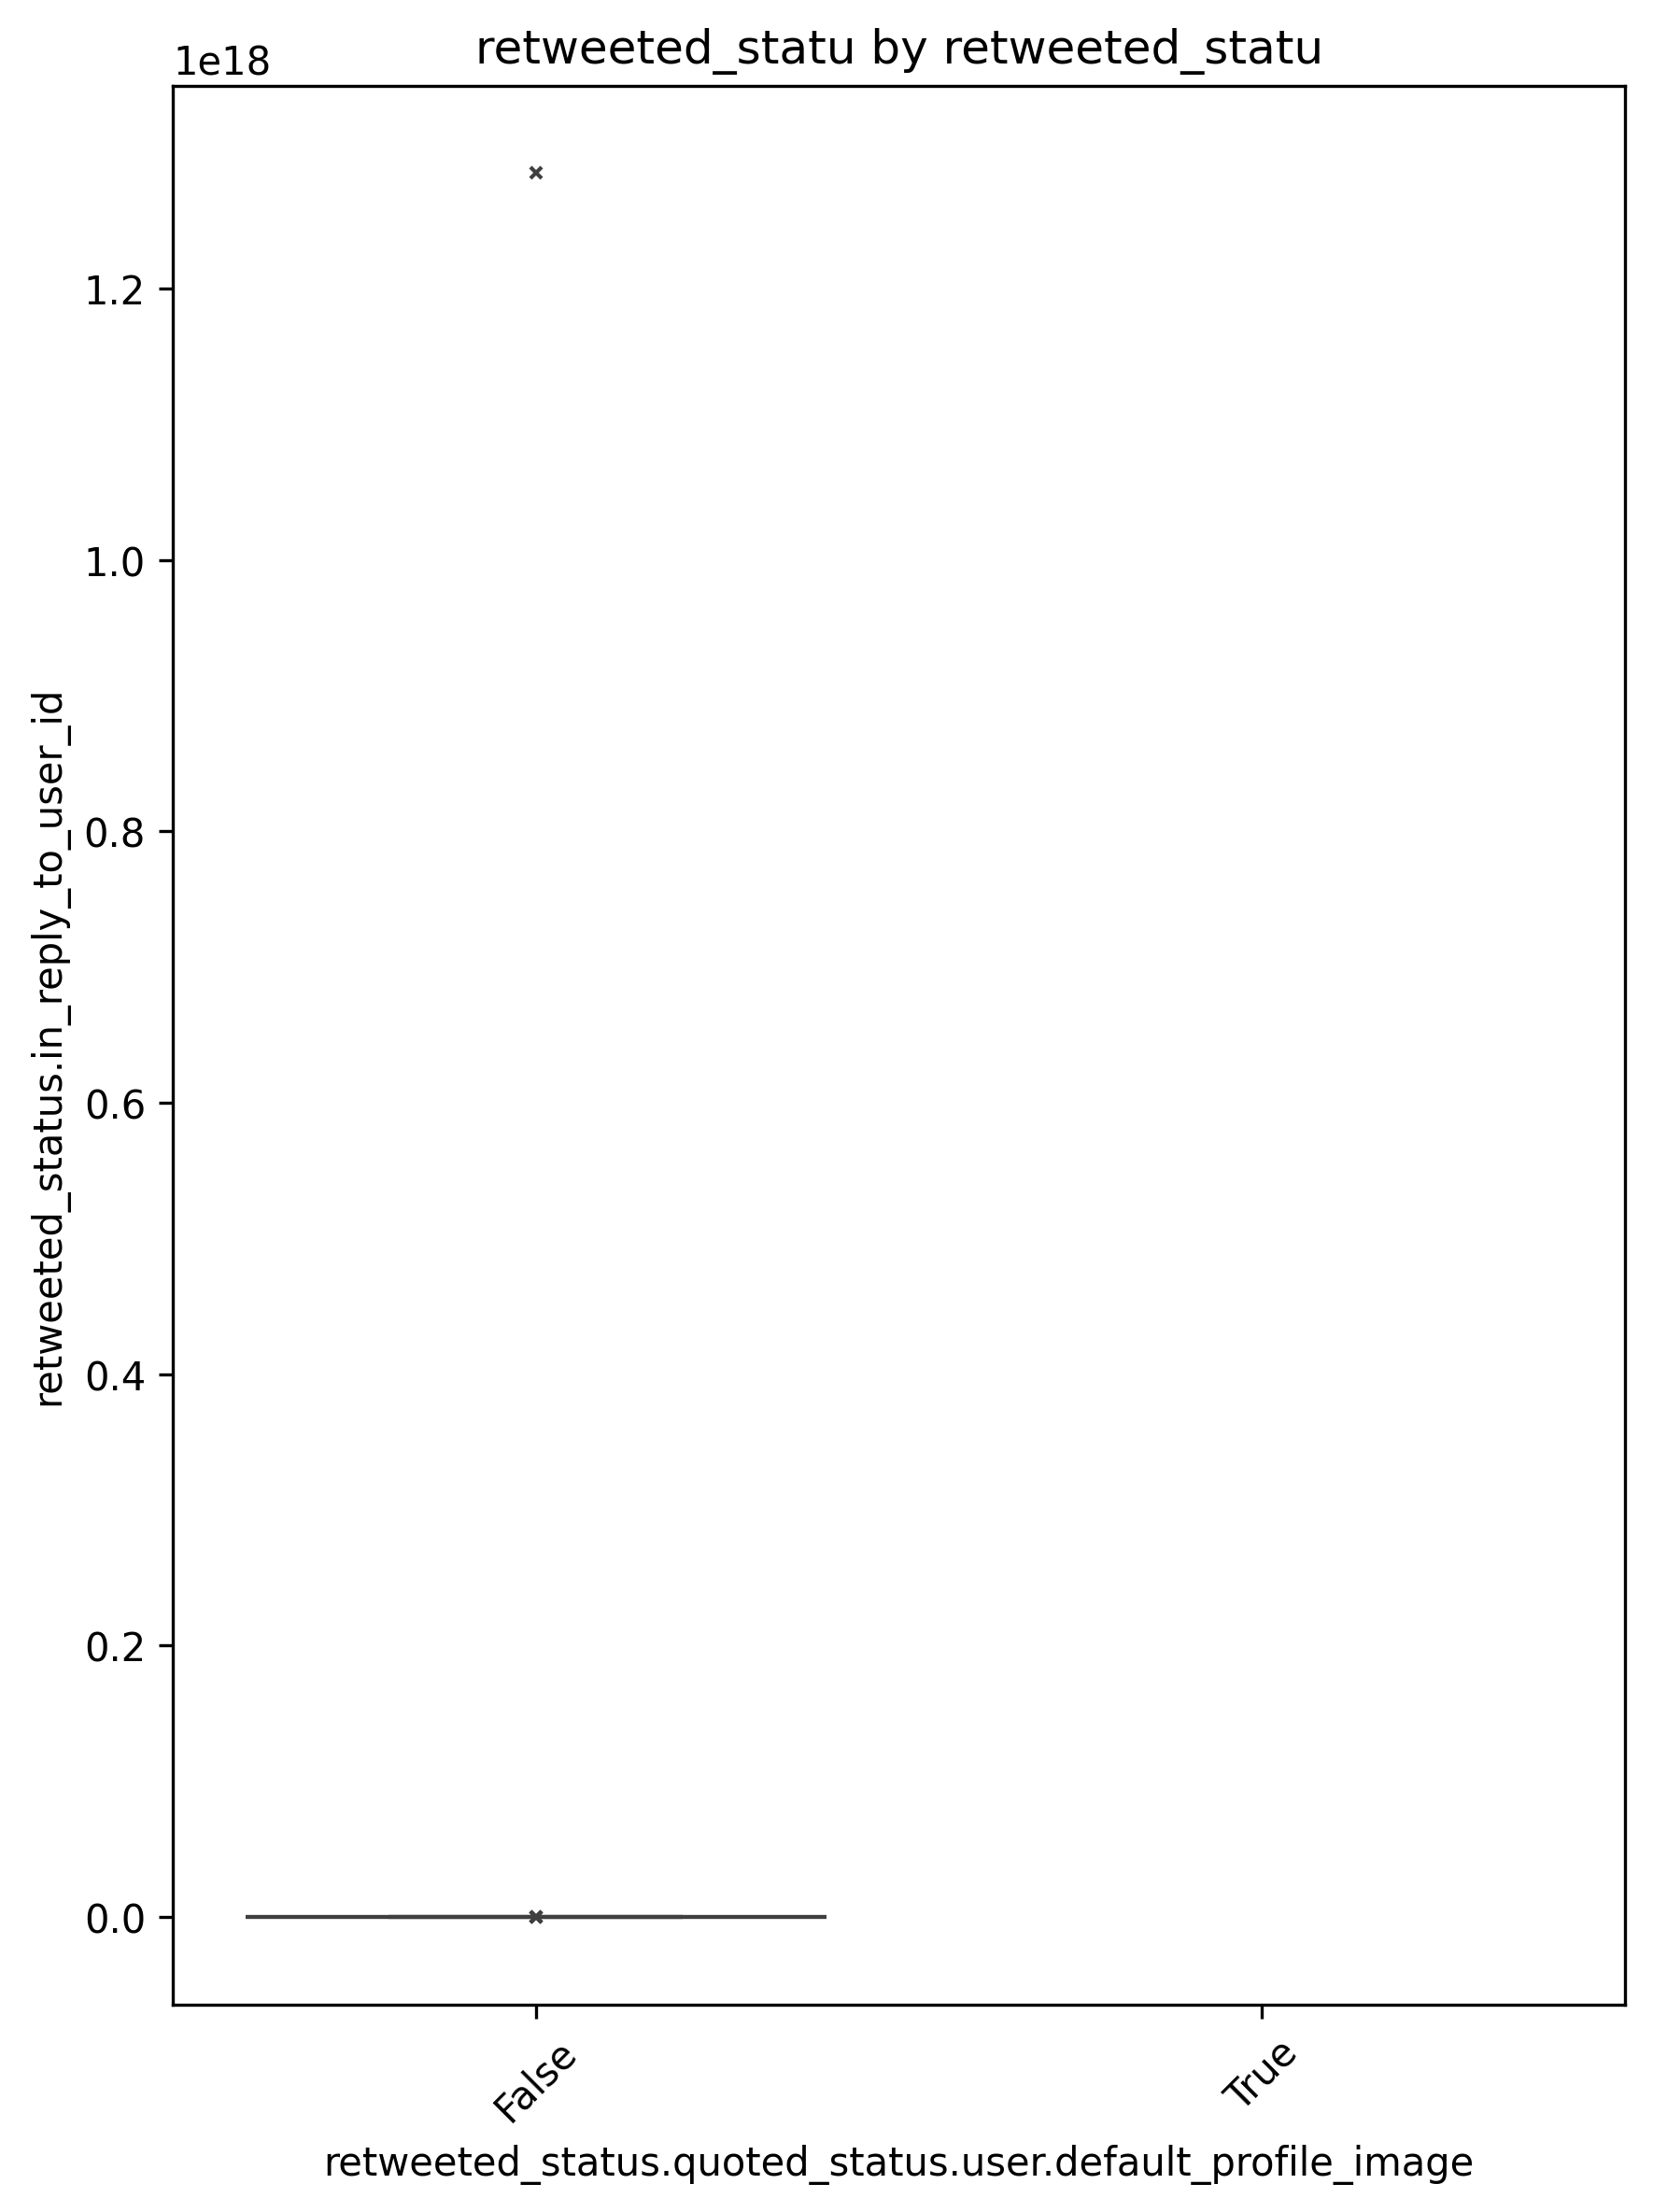 retweeted_statu by retweeted_statu
1e18
1.2
1.0
0.8
0.6
0.4
0.2
0.0
retweeted_status.in_reply_to_user_id
False
True
retweeted_status.quoted_status.user.default_profile_image